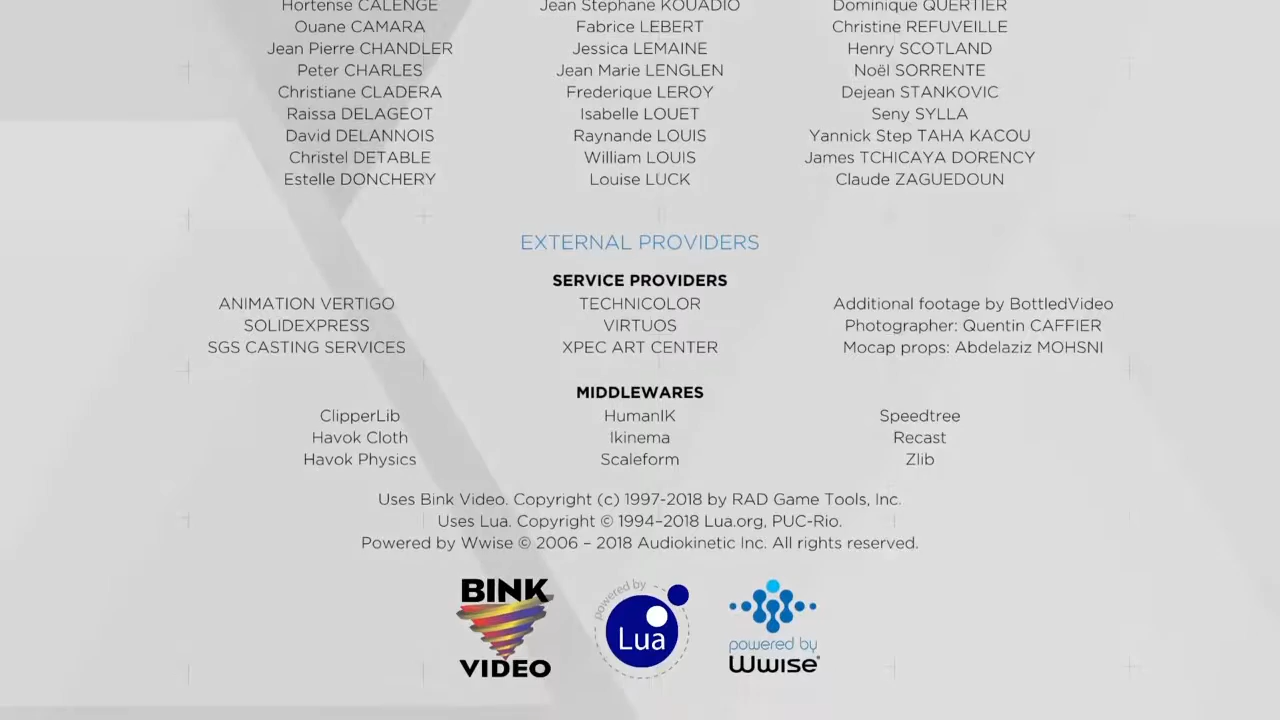 Hortense CALENGE
Ouane CAMARA
Jean Pierre CHANDLER
Peter CHARLES
Christiane CLADERA
Raissa DELAGEOT
David DELANNOIS
Christel DETABLE
Estelle DONCHERY
Jean Stephane KOUADIO
Fabrice LEBERT
Jessica LEMAINE
Jean Marie LENGLEN
Frederique LEROY
Isabelle LOUET
Raynande LOUIS
William LOUIS
Louise LUCK
Dominique QUERTIER
Christine REFUVEILLE
Henry SCOTLAND
Noël SORRENTE
Dejean STANKOVIC
Seny SYLLA
Yannick Step TAHA KACOU
James TCHICAYA DORENCY
Claude ZAGUEDOUN
EXTERNAL PROVIDERS
SERVICE PROVIDERS
ANIMATION VERTIGO
SOLIDEXPRESS
SGS CASTING SERVICES
TECHNICOLOR
VIRTUOS
XPEC ART CENTER
Additional footage by BottledVideo
Photographer: Quentin CAFFIER
Mocap props: Abdelaziz MOHSNI
MIDDLEWARES
ClipperLib
Havok Cloth
Havok Physics
HumanIK
Ikinema
Scaleform
Speedtree
Recast
Zlib
Uses Bink Video. Copyright (c) 1997-2018 by RAD Game Tools, Inc.
Uses Lua. Copyright © 1994–2018 Lua.org, PUC-Rio.
Powered by Wwise © 2006 – 2018 Audiokinetic Inc. All rights reserved.
BINK
VIDEO
powered by
Lua
powered by
Wwise